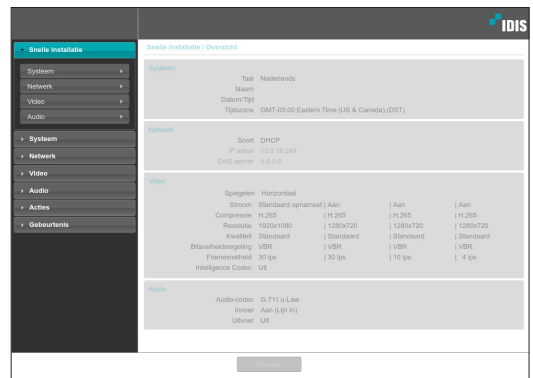 IDIS
Snelle installatie
Systeem
Netwerk
Video
Audio
Systeem
Netwerk
Video
Audio
Acties
Gebeurtenis
Snelle installatie / Overzicht
Systeem
Taal Nederlands
Naam
Datum/Tijd
Tijdszone GMT-05:00 Eastern Time (US & Canada) (DST)
Netwerk
Soort DHCP
IP adres 10.0.16.249
DNS-server 0.0.0.0
Video
Spiegelen Horizontaal
Stroom Standaard opnamest | Aan | Aan | Aan
Compressie H.265 | H.265 | H.265 | H.265
Resolutie 1920x1080 | 1280x720 | 1280x720 | 1280x720
Kwaliteit Standaard | Standaard | Standaard | Standaard
Bitsnelheidsregeling VBR | VBR | VBR | VBR
Framesnelheid 30 ips | 30 ips | 10 ips | 4 ips
Intelligence Codec Uit
Audio
Audio-codec G.711 u-Law
Invoer Aan (Lijn In)
Uitvoer Uit